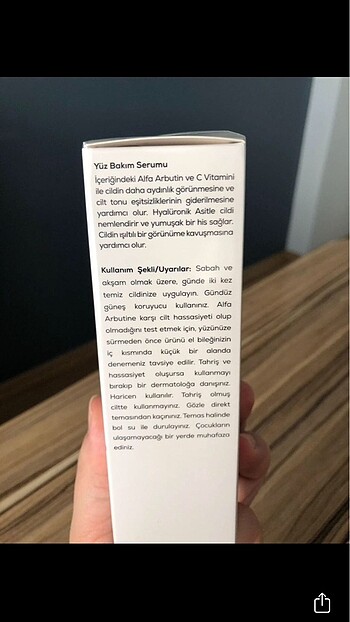 Yüz Bakım Serumu
İçeriğindeki Alfa Arbutin ve C Vitamini
ile cildin daha aydınlık görünmesine ve
cilt tonu eşitsizliklerinin giderilmesine
yardımcı olur. Hyalüronik Asitle cildi
nemlendirir ve yumuşak bir his sağlar.
Cildin ışıltılı bir görünüme kavuşmasına
yardımcı olur.
Kullanım Şekli/Uyarılar: Sabah ve
akşam olmak üzere, günde iki kez
temiz cildinize uygulayın. Gündüz
güneş koruyucu kullanınız. Alfa
Arbutine karşı cilt hassasiyeti olup
olmadığını test etmek için, yüzünüze
sürmeden önce ürünü el bileğinizin
iç kısmında küçük bir alanda
denemeniz tavsiye edilir. Tahriş ve
hassasiyet oluşursa kullanmayı
bırakıp bir dermatoloğa danışınız.
Haricen kullanılır. Tahriş olmuş
ciltte kullanmayınız. Gözle direkt
temasından kaçınınız. Temas halinde
bol su ile durulayınız. Çocukların
ulaşamayacağı bir yerde muhafaza
ediniz.